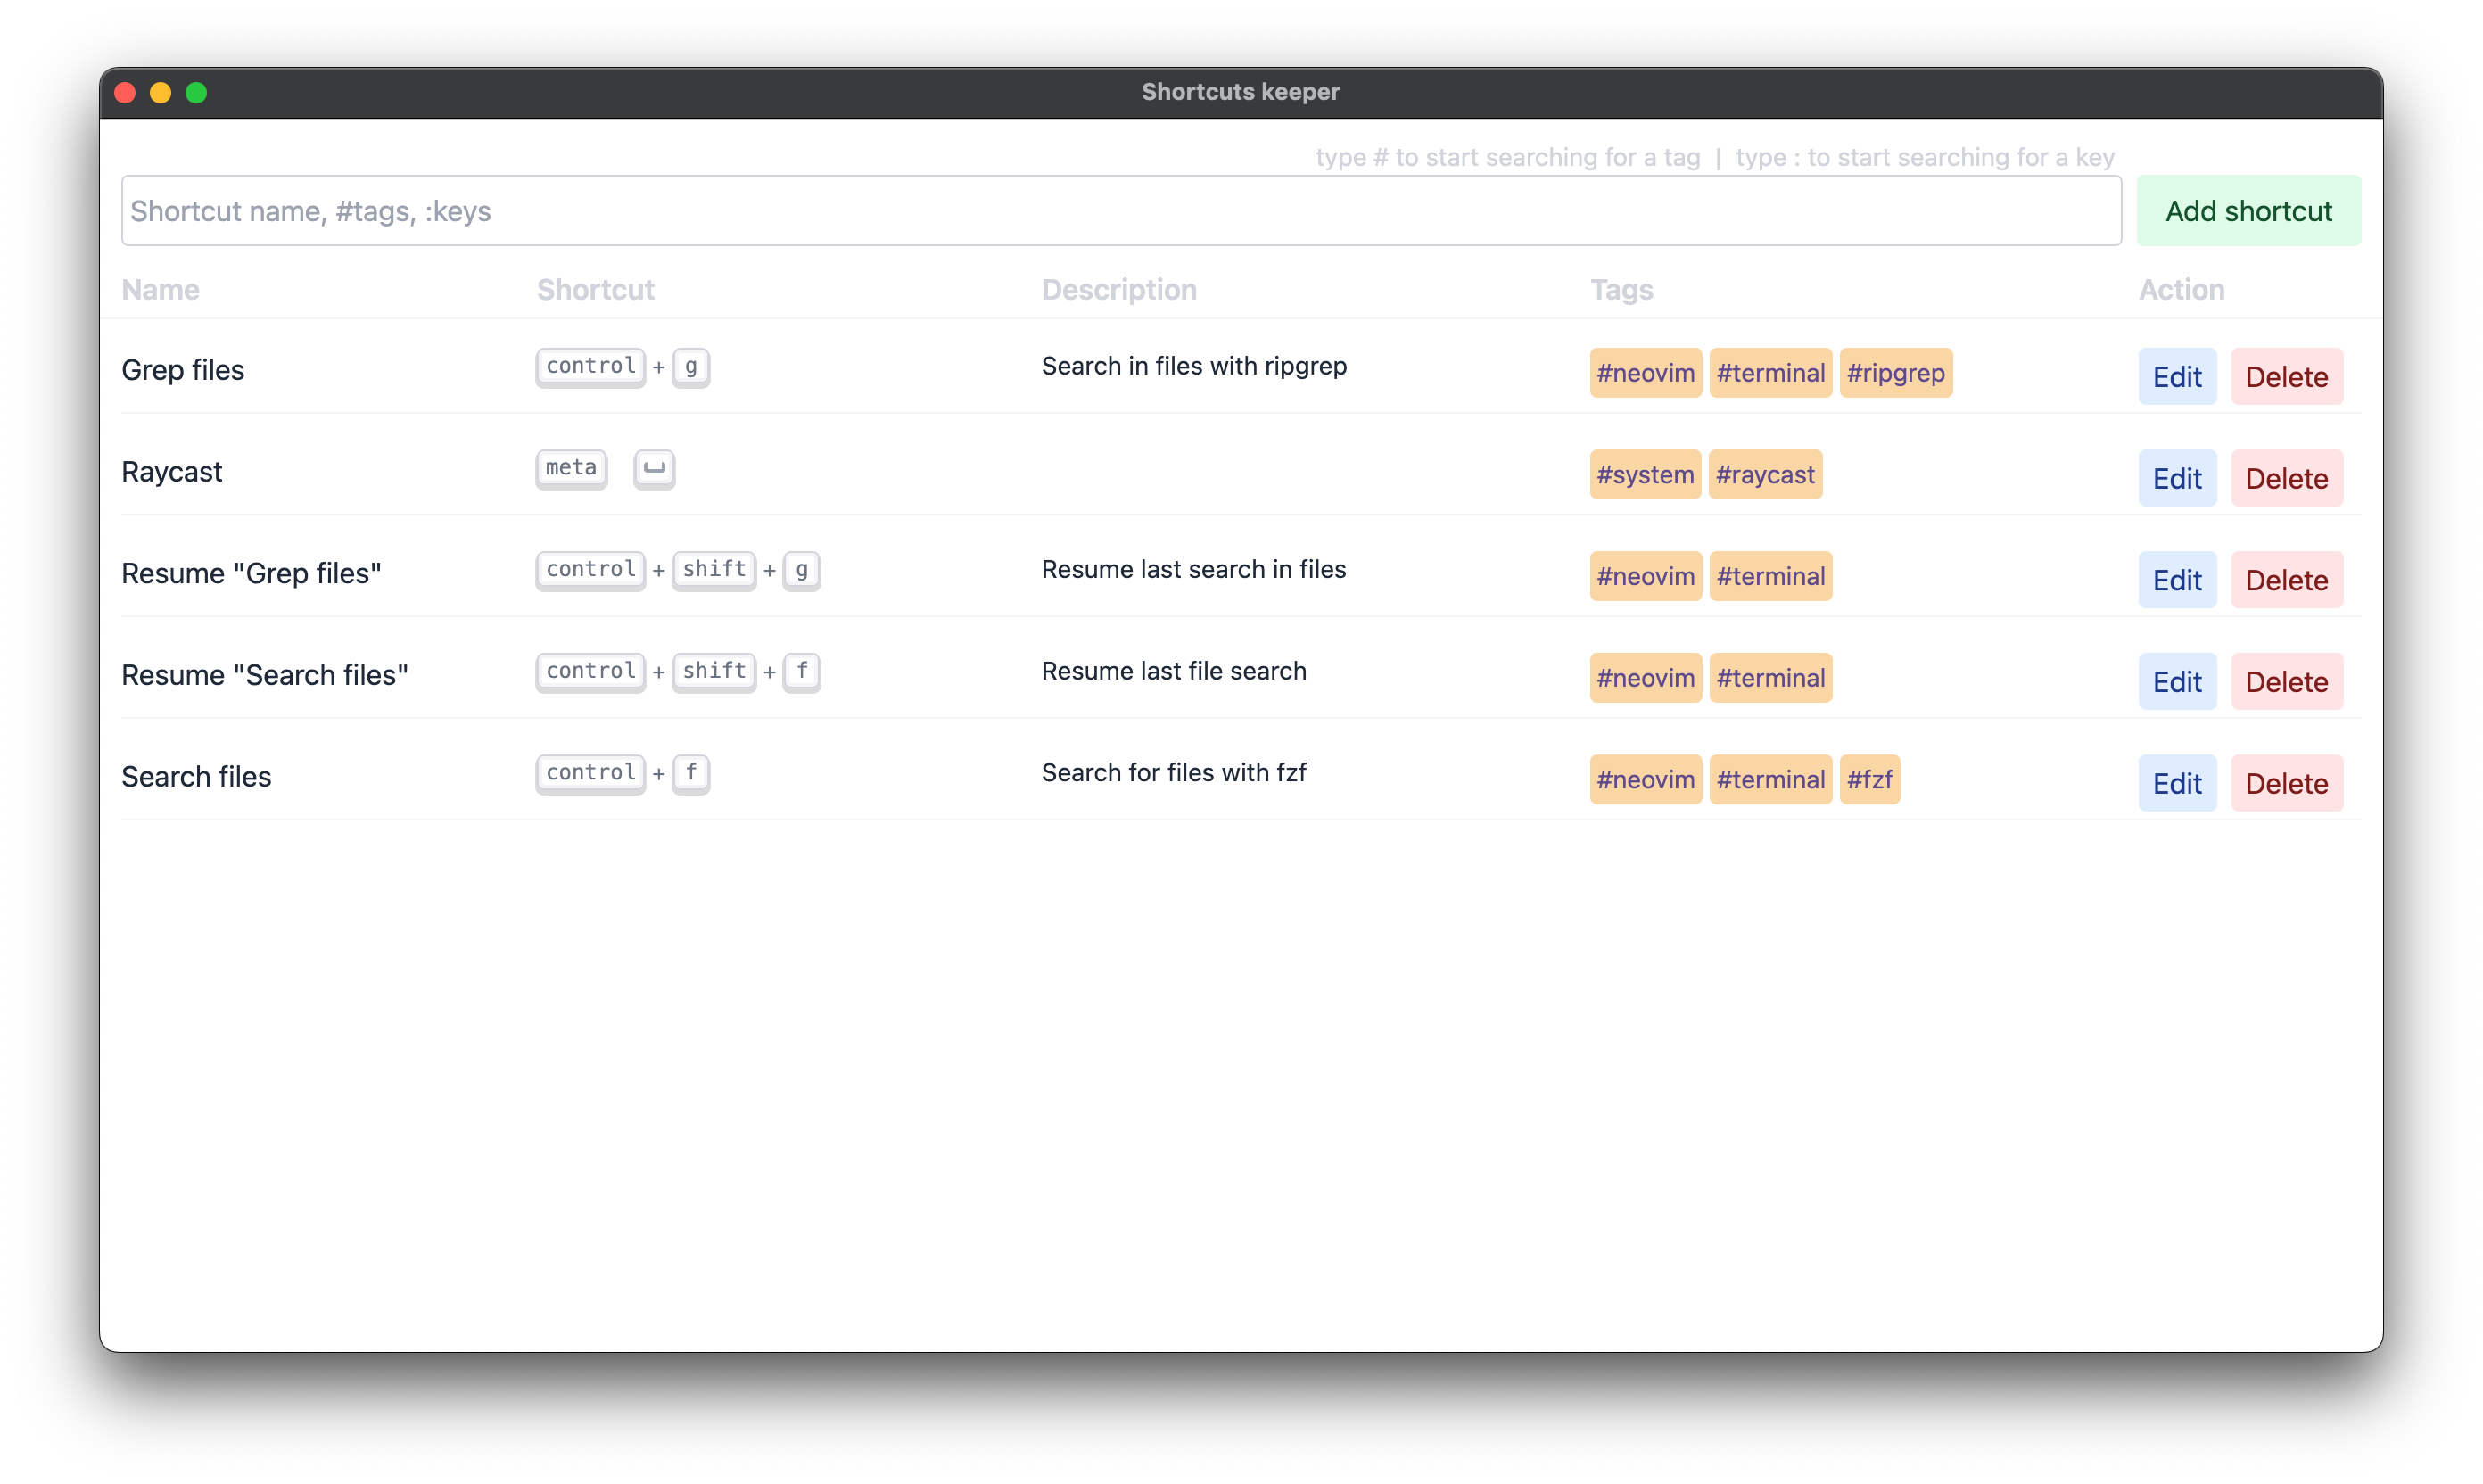 Shortcuts keeper
type # to start searching for a tag | type : to start searching for a key
Shortcut name, #tags, :keys Add shortcut
Name Shortcut Description Tags Action
Grep files control + g Search in files with ripgrep #neovim #terminal #ripgrep Edit Delete
Raycast meta ⎵ #system #raycast Edit Delete
Resume "Grep files" control + shift + g Resume last search in files #neovim #terminal Edit Delete
Resume "Search files" control + shift + f Resume last file search #neovim #terminal Edit Delete
Search files control + f Search for files with fzf #neovim #terminal #fzf Edit Delete